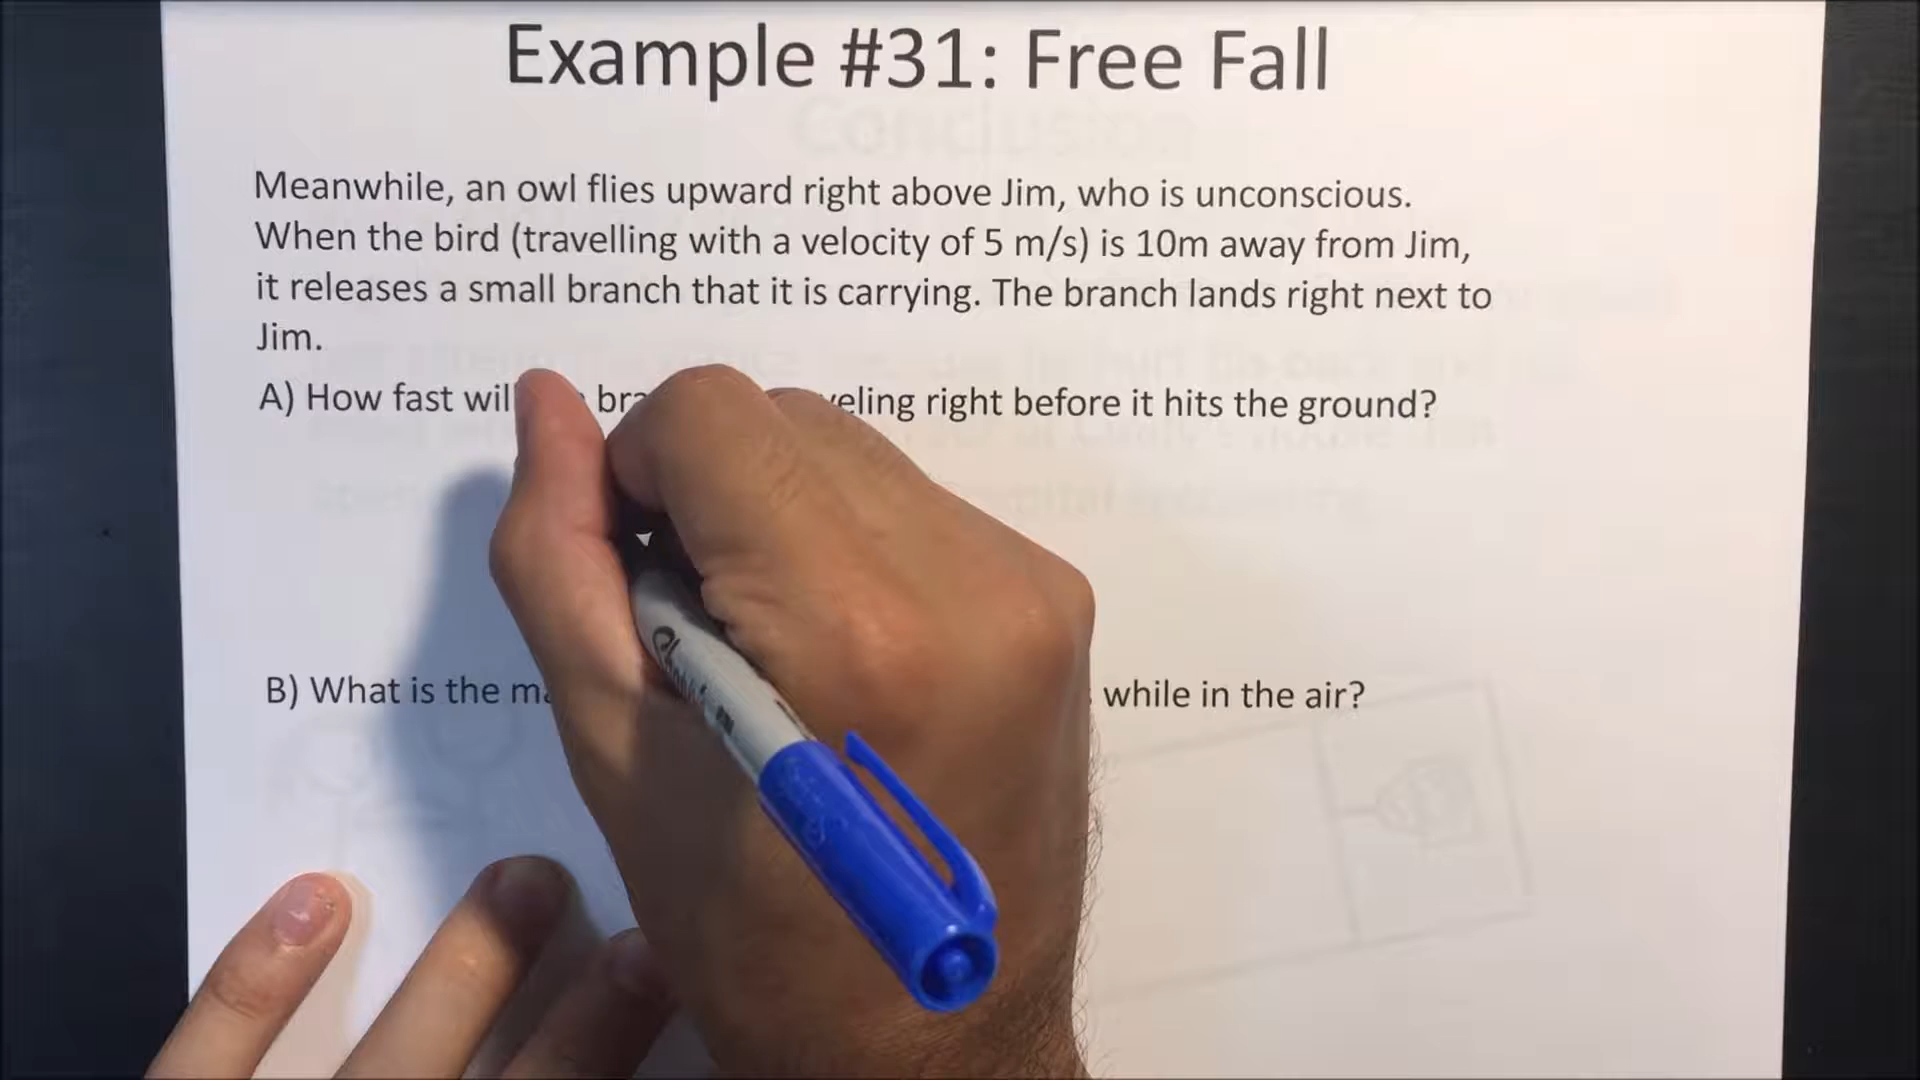 Example #31: Free Fall
Meanwhile, an owl flies upward right above Jim, who is unconscious.
When the bird (travelling with a velocity of 5 m/s) is 10m away from Jim,
it releases a small branch that it is carrying. The branch lands right next to
Jim.
A) How fast right before it hits the ground?
B) What is the while in the air?